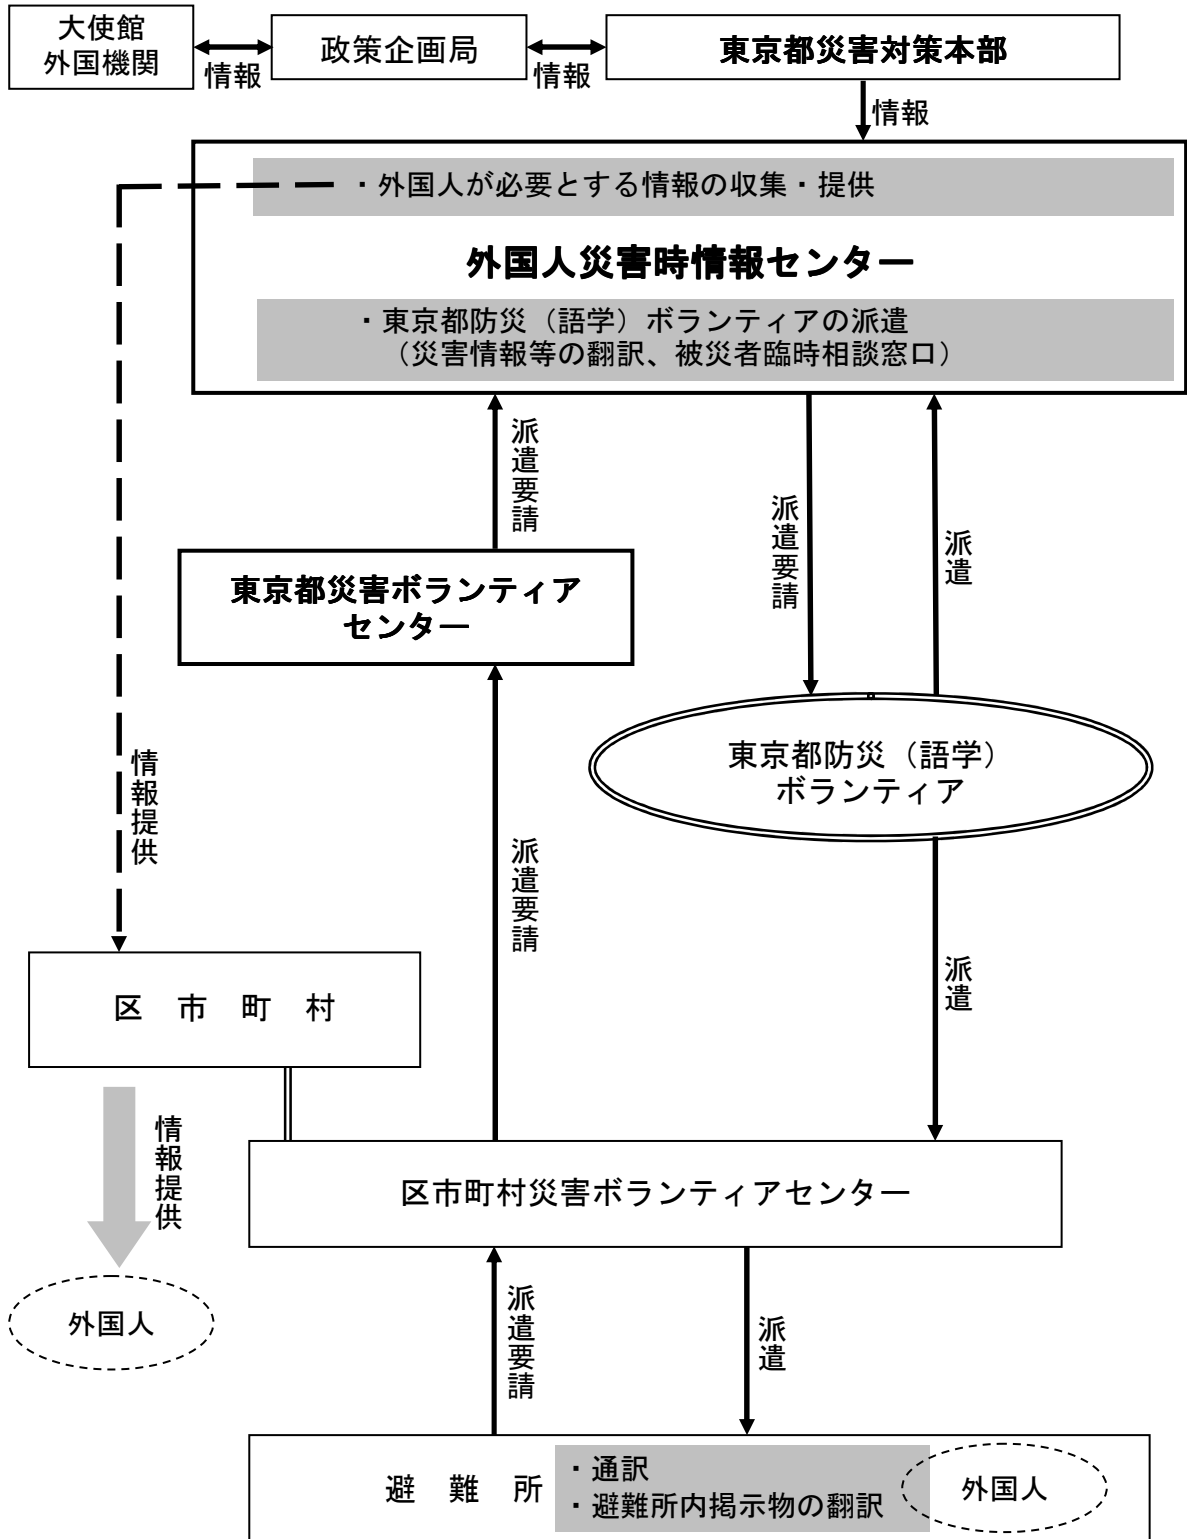 大使館
外国機関
情報
政策企画局
情報
東京都災害対策本部
情報
・外国人が必要とする情報の収集・提供
外国人災害時情報センター
・東京都防災（語学）ボランティアの派遣
（災害情報等の翻訳、被災者臨時相談窓口）
派遣要請
派遣要請
派遣
東京都災害ボランティア
センター
東京都防災（語学）
ボランティア
情報提供
派遣要請
派遣
区 市 町 村
情報提供
区市町村災害ボランティアセンター
外国人
派遣要請
派遣
避 難 所
・通訳
・避難所内掲示物の翻訳
外国人